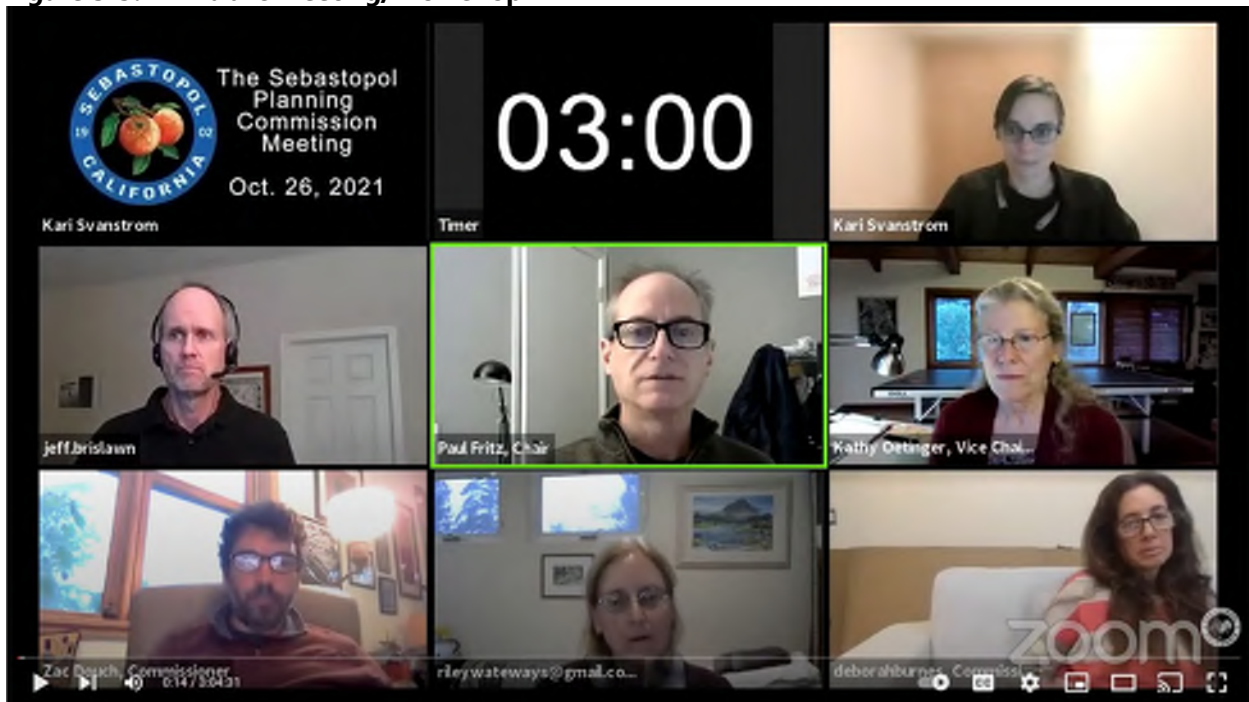 SEBASTOPOL
19 02
CALIFORNIA
The Sebastopol
Planning
Commission
Meeting
Oct. 26, 2021
Kari Svanstrom
03:00
Timer
Kari Svanstrom
jeff.brislawn
Paul Fritz, Chair
Kathy Oetinger, Vice Chai...
Zac Douch, Commissioner
rileywateways@gmail.co...
deborahburnes, Commissi...
zoom
0:14 / 3:04:31
CC